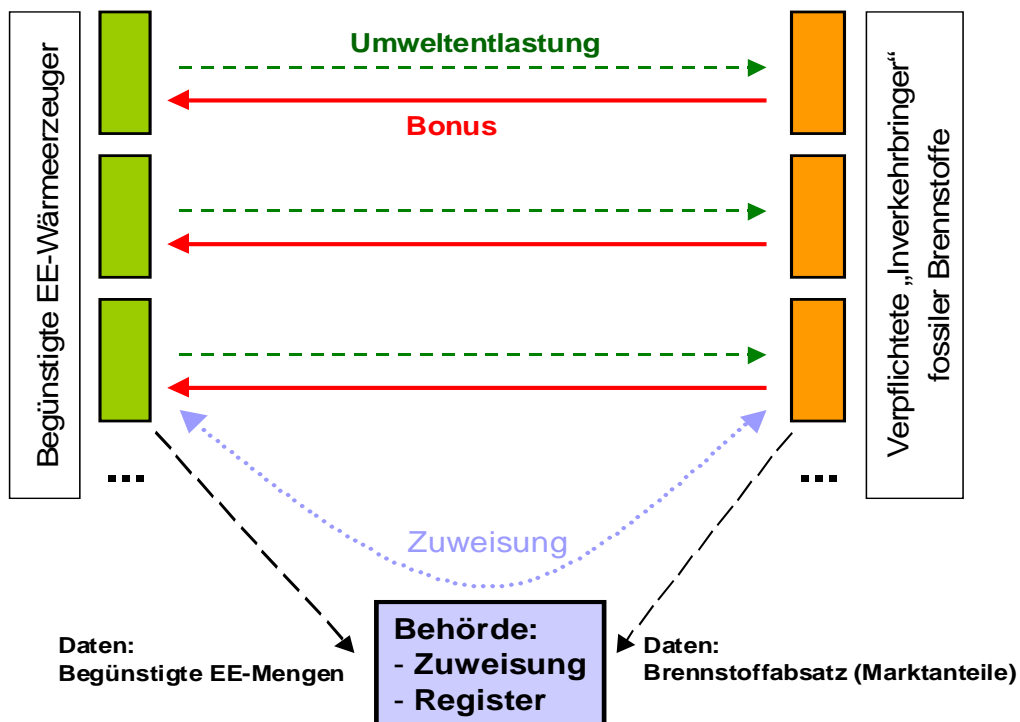 Begünstigte EE-Wärmeerzeuger
Umweltentlastung
Bonus
Verpflichtete „Inverkehrbringer“
fossiler Brennstoffe
...
...
Zuweisung
Behörde:
- Zuweisung
- Register
Daten:
Begünstigte EE-Mengen
Daten:
Brennstoffabsatz (Marktanteile)